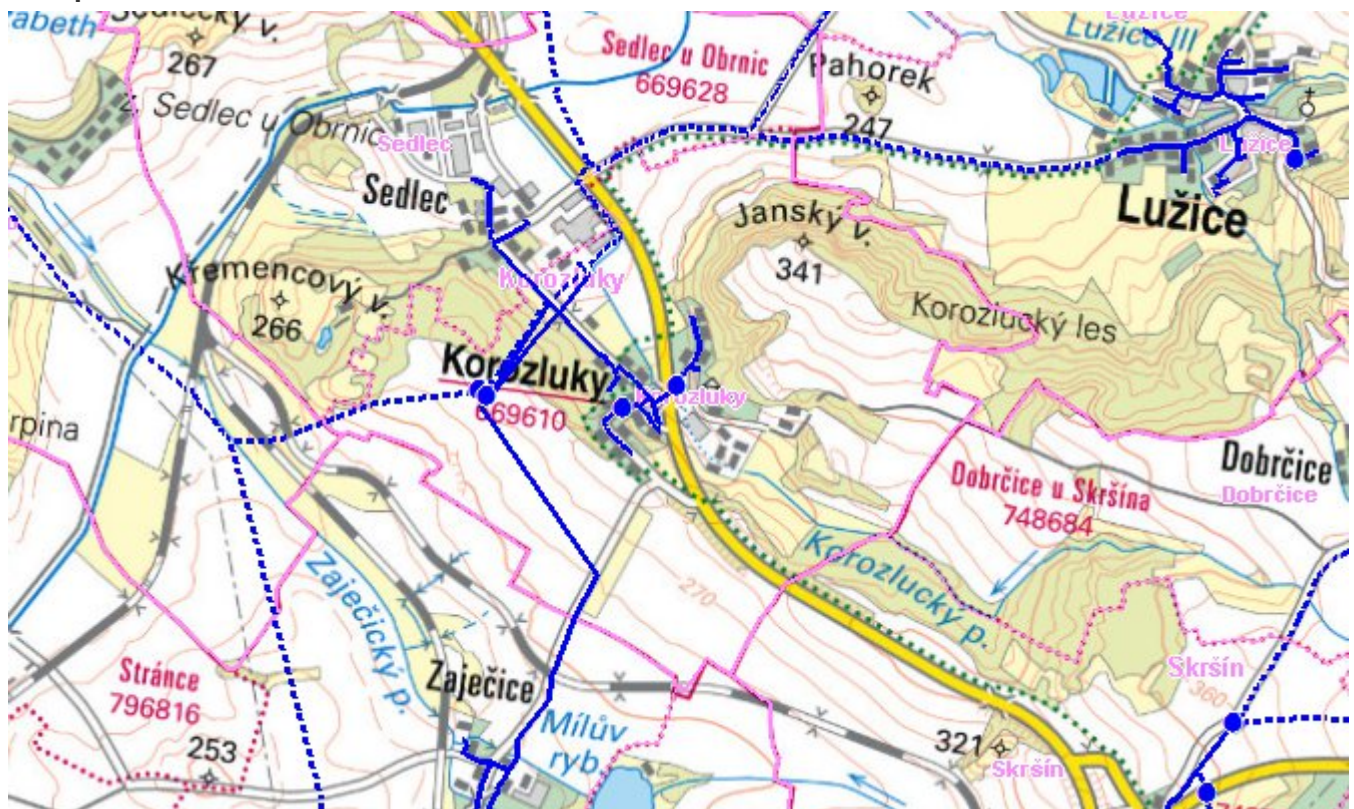 Sedlecký v.
267
abeth
Z. Sedlec u Obrnic
Sedlec u Obrnic
669628
Pahorek
247
Lužice
Lužice III
Sedlec
Sedlec
Lužice
Lužice
Janský v.
341
Kremencový v.
266
Korozluky
Korozlucký les
Korozluky
669610
Korozluky
rpina
Dobrčice
Dobrčice
Dobrčice u Skršína
748684
Korozlucký p.
270
Zaječický p.
Stránce
796816
253
Zaječice
Mílův
ryb.
Skršín
360
321
Skršín